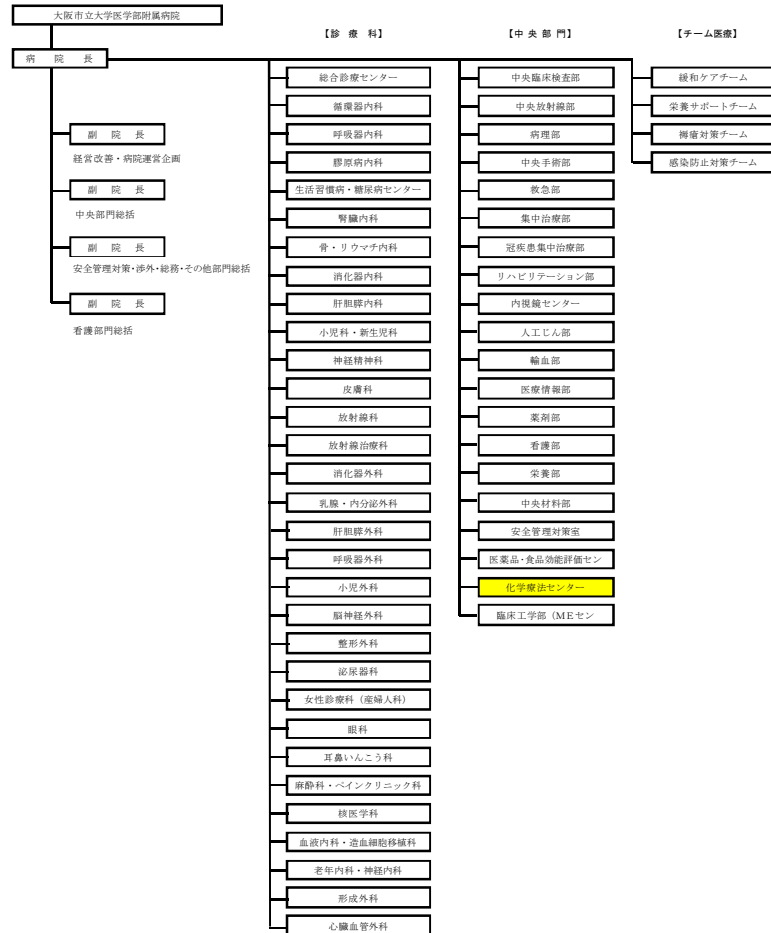 大阪市立大学医学部附属病院
病院長
副院長
経営改善・病院運営企画
副院長
中央部門総括
副院長
安全管理対策・渉外・総務・その他部門総括
副院長
看護部門総括
【診療科】
総合診療センター
循環器内科
呼吸器内科
膠原病内科
生活習慣病・糖尿病センター
腎臓内科
骨・リウマチ内科
消化器内科
肝胆膵内科
小児科・新生児科
神経精神科
皮膚科
放射線科
放射線治療科
消化器外科
乳腺・内分泌外科
肝胆膵外科
呼吸器外科
小児外科
脳神経外科
整形外科
泌尿器科
女性診療科（産婦人科）
眼科
耳鼻いんこう科
麻酔科・ペインクリニック科
核医学科
血液内科・造血細胞移植科
老年内科・神経内科
形成外科
心臓血管外科
【中央部門】
中央臨床検査部
中央放射線部
病理部
中央手術部
救急部
集中治療部
冠疾患集中治療部
リハビリテーション部
内視鏡センター
人工じん部
輸血部
医療情報部
薬剤部
看護部
栄養部
中央材料部
安全管理対策室
医薬品・食品効能評価セン
化学療法センター
臨床工学部（MEセン
【チーム医療】
緩和ケアチーム
栄養サポートチーム
褥瘡対策チーム
感染防止対策チーム